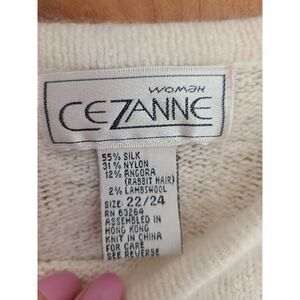 WOMAN
CEZANNE
55% SILK
31% NYLON
12% ANGORA
(RABBIT HAIR)
2% LAMBSWOOL
SIZE: 22/24
RN 63264
ASSEMBLED IN
HONG KONG
KNIT IN CHINA
FOR CARE
SEE REVERSE